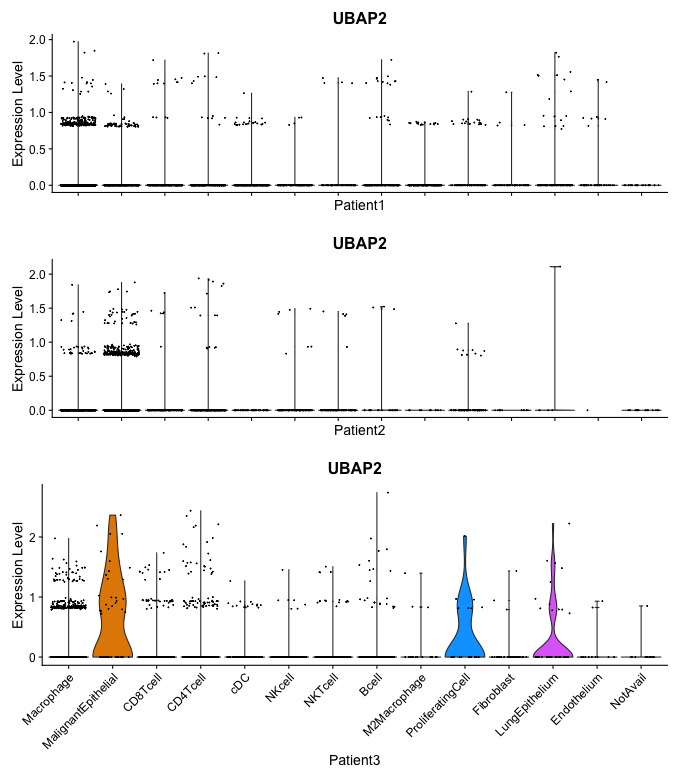 UBAP2
Expression Level
2.0
1.5
1.0
0.5
0.0
Patient1
UBAP2
Expression Level
2.0
1.5
1.0
0.5
0.0
Patient2
UBAP2
Expression Level
2
1
0
Macrophage
MalignantEpithelial
CD8Tcell
CD4Tcell
cDC
NKcell
NKTcell
Bcell
M2Macrophage
ProliferatingCell
Fibroblast
LungEpithelium
Endothelium
NotAvail
Patient3